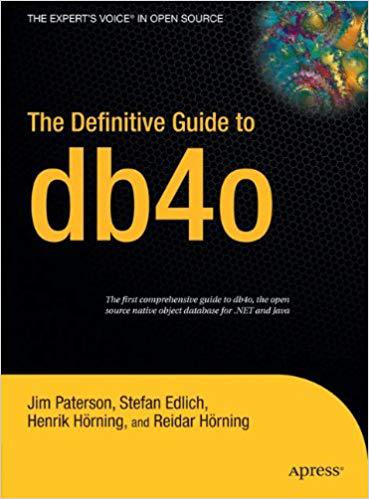 THE EXPERT'S VOICE® IN OPEN SOURCE
The Definitive Guide to
db4o
The first comprehensive guide to db4o, the open
source native object database for .NET and Java
Jim Paterson, Stefan Edlich,
Henrik Hörning, and Reidar Hörning
Apress®